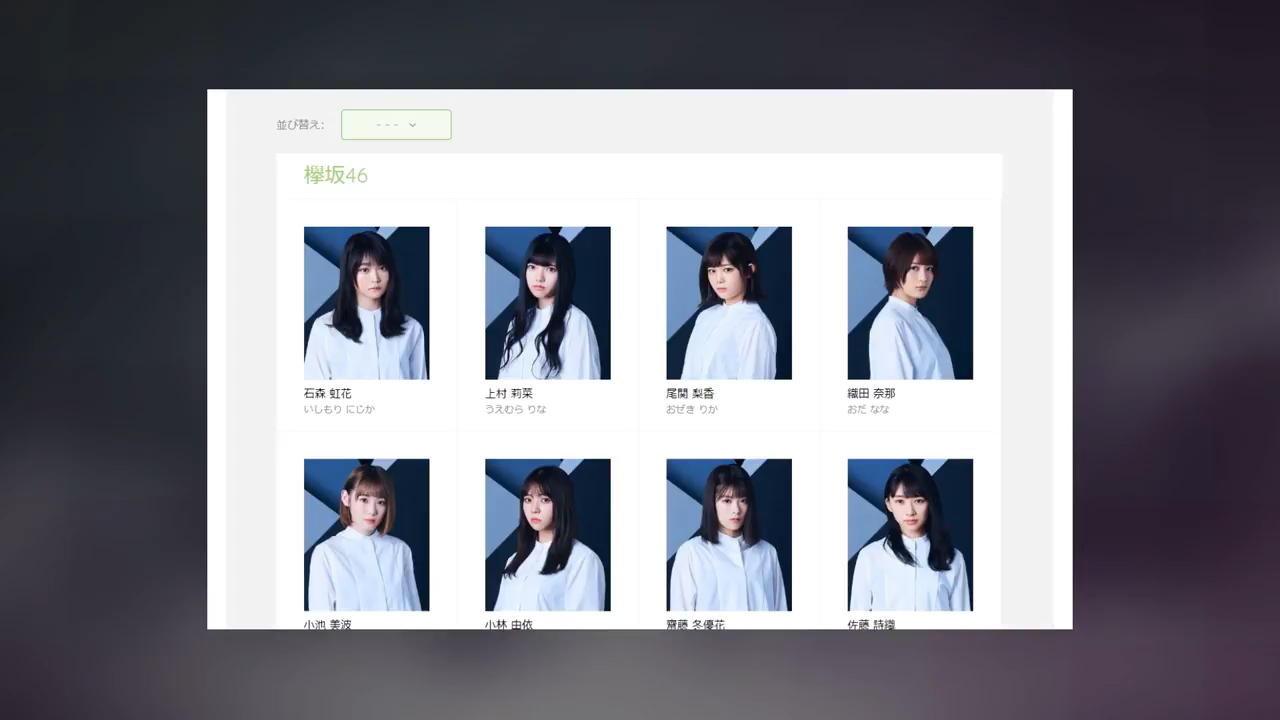 並び替え:
---
欅坂46
石森 虹花
いしもり にじか
上村 莉菜
うえむら りな
尾関 梨香
おぜき りか
織田 奈那
おだ なな
小池 美波
小林 由依
齋藤 冬優花
佐藤 詩織